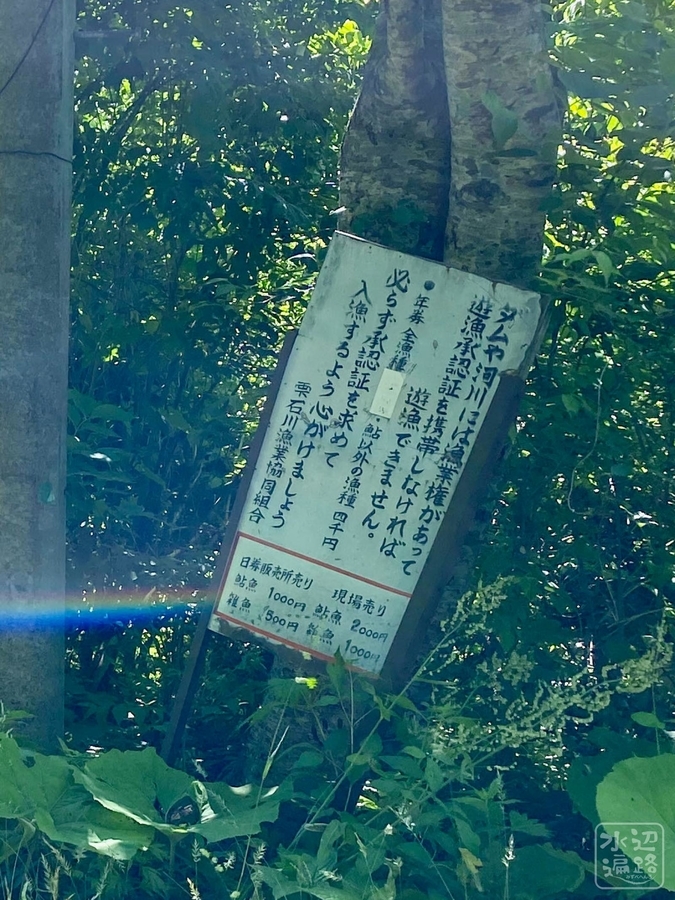 ダムや河川には漁業権があって
遊漁承認証を携帯しなければ
遊漁できません。
●年券 全漁種
・鮎以外の漁種 四千円
必らず承認証を求めて
入漁するよう心がけましょう
雫石川漁業協同組合
日券販売所売り 現場売り
鮎魚 1000円 鮎魚 2000円
雑魚 500円 雑魚 1000円
水辺遍路